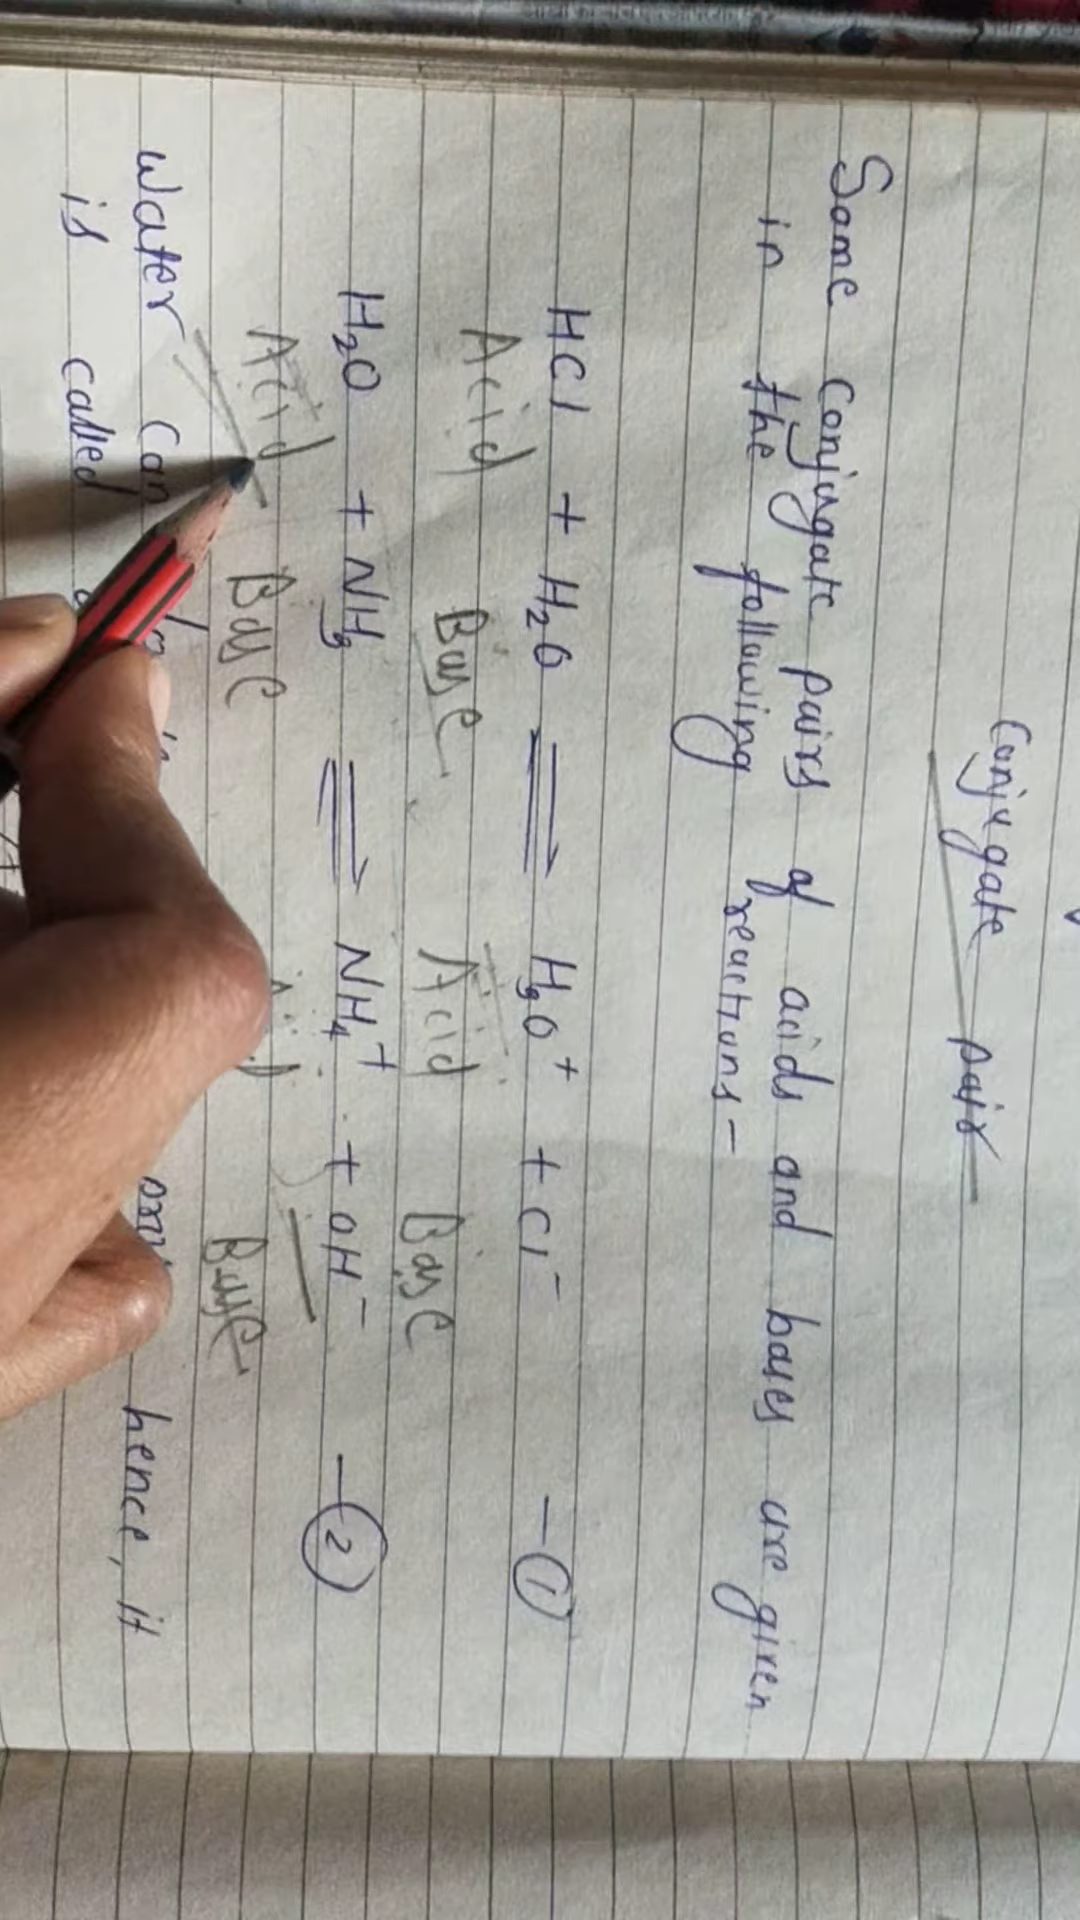 Conjugate pair
Some Conjugate pairs of acids and bases are given
in the following reactions-
HCl + H₂O ⇌ H₃O⁺ + Cl⁻ —①
Acid Base Acid Base
H₂O + NH₃ ⇌ NH₄⁺ + OH⁻ —②
Acid Base Acid Base
Water can hence, it
is called